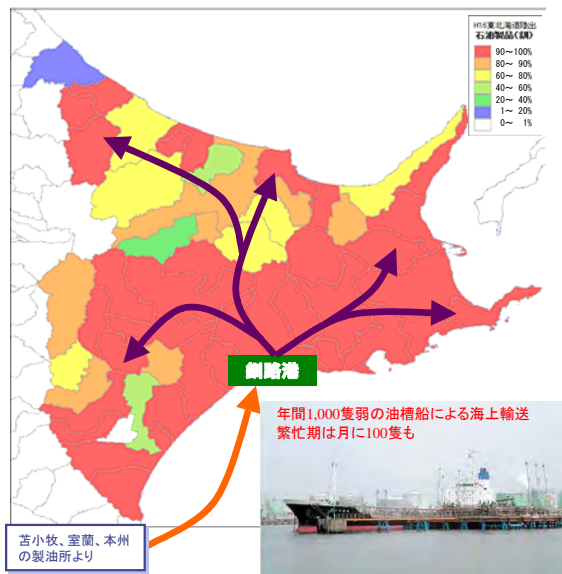 H16東北海道陸出
石油製品(釧)
90~100%
80~ 90%
60~ 80%
40~ 60%
20~ 40%
1~ 20%
0~ 1%
釧路港
年間1,000隻弱の油槽船による海上輸送
繁忙期は月に100隻も
苫小牧、室蘭、本州
の製油所より